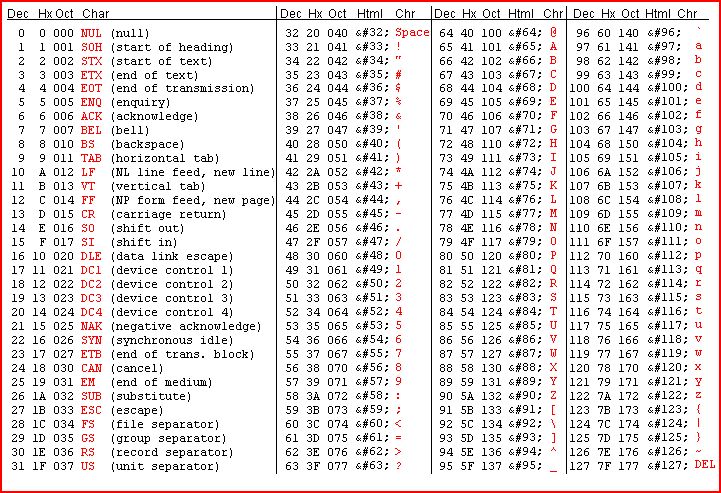 Dec Hx Oct Char Dec Hx Oct Html Chr Dec Hx Oct Html Chr Dec Hx Oct Html Chr
0 0 000 NUL (null) 32 20 040 &#32; Space 64 40 100 &#64; @ 96 60 140 &#96; `
1 1 001 SOH (start of heading) 33 21 041 &#33; ! 65 41 101 &#65; A 97 61 141 &#97; a
2 2 002 STX (start of text) 34 22 042 &#34; " 66 42 102 &#66; B 98 62 142 &#98; b
3 3 003 ETX (end of text) 35 23 043 &#35; # 67 43 103 &#67; C 99 63 143 &#99; c
4 4 004 EOT (end of transmission) 36 24 044 &#36; $ 68 44 104 &#68; D 100 64 144 &#100; d
5 5 005 ENQ (enquiry) 37 25 045 &#37; % 69 45 105 &#69; E 101 65 145 &#101; e
6 6 006 ACK (acknowledge) 38 26 046 &#38; & 70 46 106 &#70; F 102 66 146 &#102; f
7 7 007 BEL (bell) 39 27 047 &#39; ' 71 47 107 &#71; G 103 67 147 &#103; g
8 8 010 BS (backspace) 40 28 050 &#40; ( 72 48 110 &#72; H 104 68 150 &#104; h
9 9 011 TAB (horizontal tab) 41 29 051 &#41; ) 73 49 111 &#73; I 105 69 151 &#105; i
10 A 012 LF (NL line feed, new line) 42 2A 052 &#42; * 74 4A 112 &#74; J 106 6A 152 &#106; j
11 B 013 VT (vertical tab) 43 2B 053 &#43; + 75 4B 113 &#75; K 107 6B 153 &#107; k
12 C 014 FF (NP form feed, new page) 44 2C 054 &#44; , 76 4C 114 &#76; L 108 6C 154 &#108; l
13 D 015 CR (carriage return) 45 2D 055 &#45; - 77 4D 115 &#77; M 109 6D 155 &#109; m
14 E 016 SO (shift out) 46 2E 056 &#46; . 78 4E 116 &#78; N 110 6E 156 &#110; n
15 F 017 SI (shift in) 47 2F 057 &#47; / 79 4F 117 &#79; O 111 6F 157 &#111; o
16 10 020 DLE (data link escape) 48 30 060 &#48; 0 80 50 120 &#80; P 112 70 160 &#112; p
17 11 021 DC1 (device control 1) 49 31 061 &#49; 1 81 51 121 &#81; Q 113 71 161 &#113; q
18 12 022 DC2 (device control 2) 50 32 062 &#50; 2 82 52 122 &#82; R 114 72 162 &#114; r
19 13 023 DC3 (device control 3) 51 33 063 &#51; 3 83 53 123 &#83; S 115 73 163 &#115; s
20 14 024 DC4 (device control 4) 52 34 064 &#52; 4 84 54 124 &#84; T 116 74 164 &#116; t
21 15 025 NAK (negative acknowledge) 53 35 065 &#53; 5 85 55 125 &#85; U 117 75 165 &#117; u
22 16 026 SYN (synchronous idle) 54 36 066 &#54; 6 86 56 126 &#86; V 118 76 166 &#118; v
23 17 027 ETB (end of trans. block) 55 37 067 &#55; 7 87 57 127 &#87; W 119 77 167 &#119; w
24 18 030 CAN (cancel) 56 38 070 &#56; 8 88 58 130 &#88; X 120 78 170 &#120; x
25 19 031 EM (end of medium) 57 39 071 &#57; 9 89 59 131 &#89; Y 121 79 171 &#121; y
26 1A 032 SUB (substitute) 58 3A 072 &#58; : 90 5A 132 &#90; Z 122 7A 172 &#122; z
27 1B 033 ESC (escape) 59 3B 073 &#59; ; 91 5B 133 &#91; [ 123 7B 173 &#123; {
28 1C 034 FS (file separator) 60 3C 074 &#60; < 92 5C 134 &#92; \ 124 7C 174 &#124; |
29 1D 035 GS (group separator) 61 3D 075 &#61; = 93 5D 135 &#93; ] 125 7D 175 &#125; }
30 1E 036 RS (record separator) 62 3E 076 &#62; > 94 5E 136 &#94; ^ 126 7E 176 &#126; ~
31 1F 037 US (unit separator) 63 3F 077 &#63; ? 95 5F 137 &#95; _ 127 7F 177 &#127; DEL